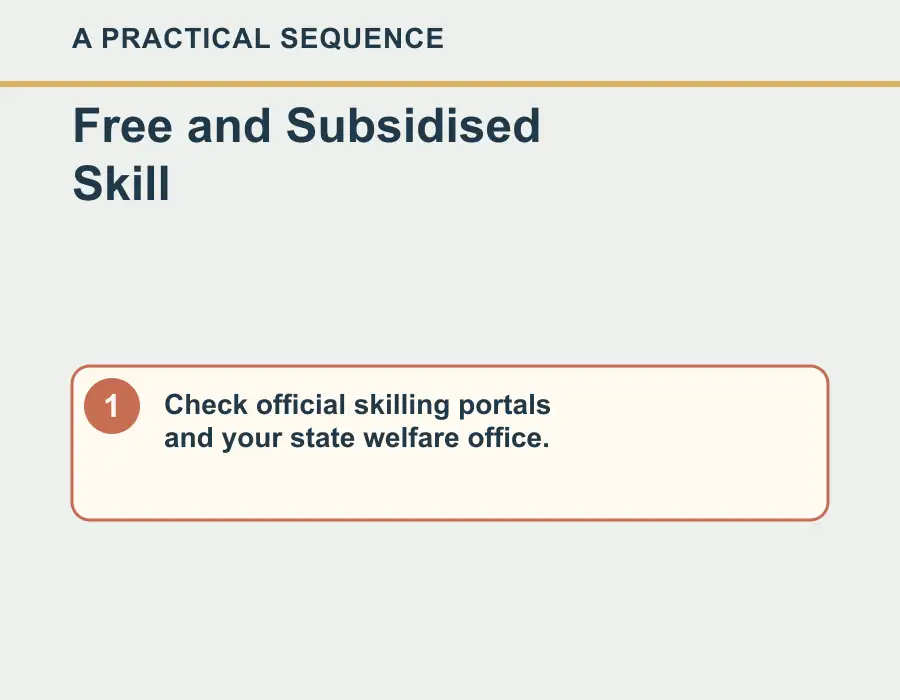 A PRACTICAL SEQUENCE
Free and Subsidised
Skill
1
Check official skilling portals
and your state welfare office.